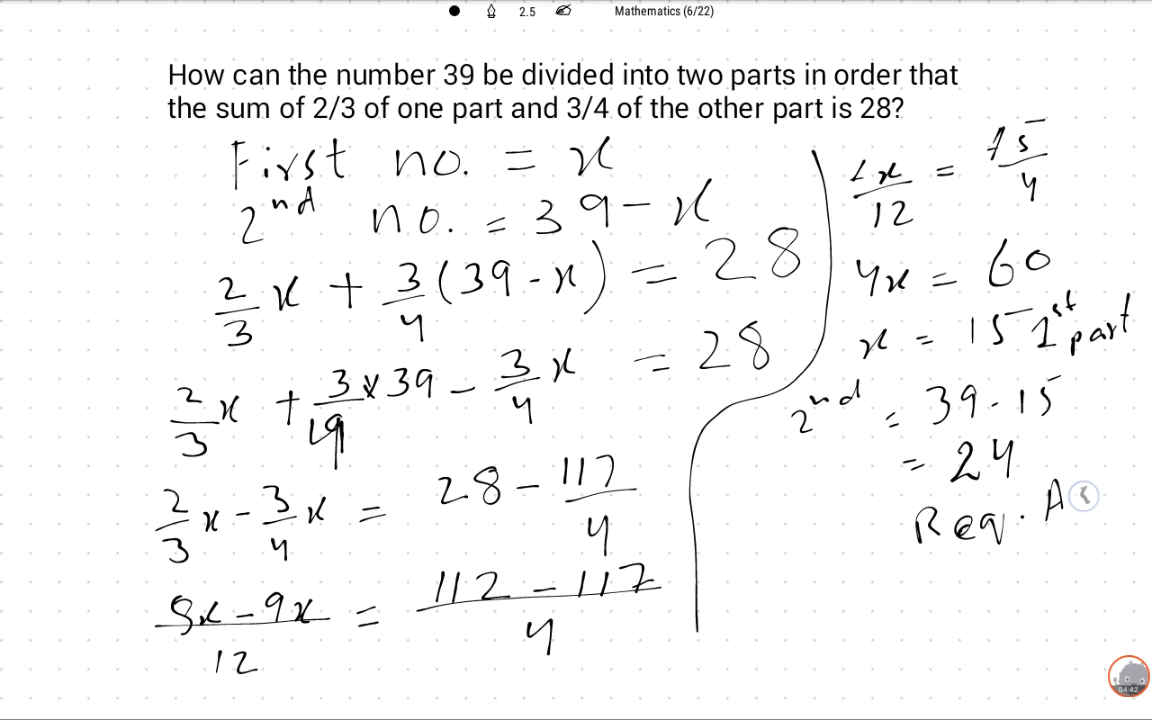 2.5 Mathematics (6/22)
How can the number 39 be divided into two parts in order that
the sum of 2/3 of one part and 3/4 of the other part is 28?
First no. = x
2nd no. = 39 - x
2/3 x + 3/4 (39 - x) = 28
2/3 x + 3 x 39/4 - 3/4 x = 28
2/3 x - 3/4 x = 28 - 117/4
8x - 9x/12 = 112 - 117/4
x/12 = 5/4
4x = 60
x = 15 1st part
2nd = 39 - 15
= 24
Req. A
04:42